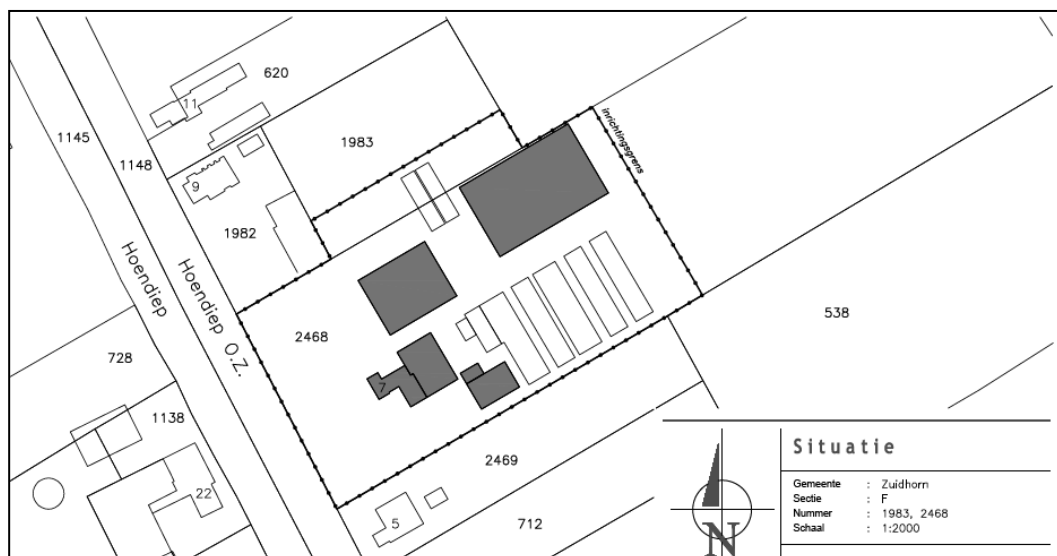 620
11
1145
1983
inrichtingsgrens
1148
9
1982
Hoendiep
Hoendiep O.Z.
2468
538
728
7
1138
2469
22
5
712
N
Situatie
Gemeente : Zuidhorn
Sectie : F
Nummer : 1983, 2468
Schaal : 1:2000